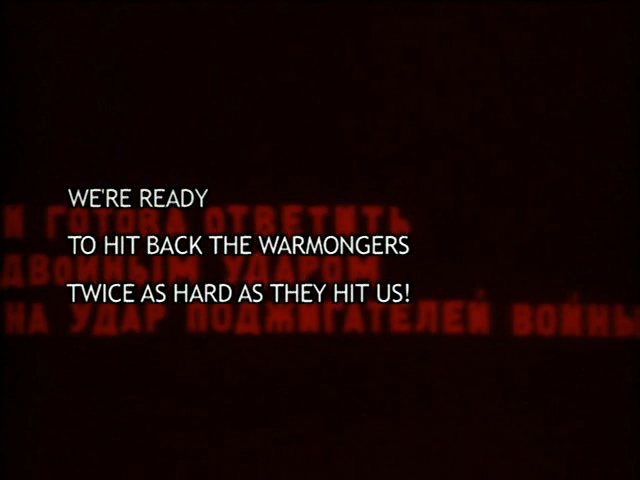 WE'RE READY
И ГОТОВА ОТВЕТИТЬ
TO HIT BACK THE WARMONGERS
ДВОЙНЫМ УДАРОМ
TWICE AS HARD AS THEY HIT US!
НА УДАР ПОДЖИГАТЕЛЕЙ ВОЙНЫ